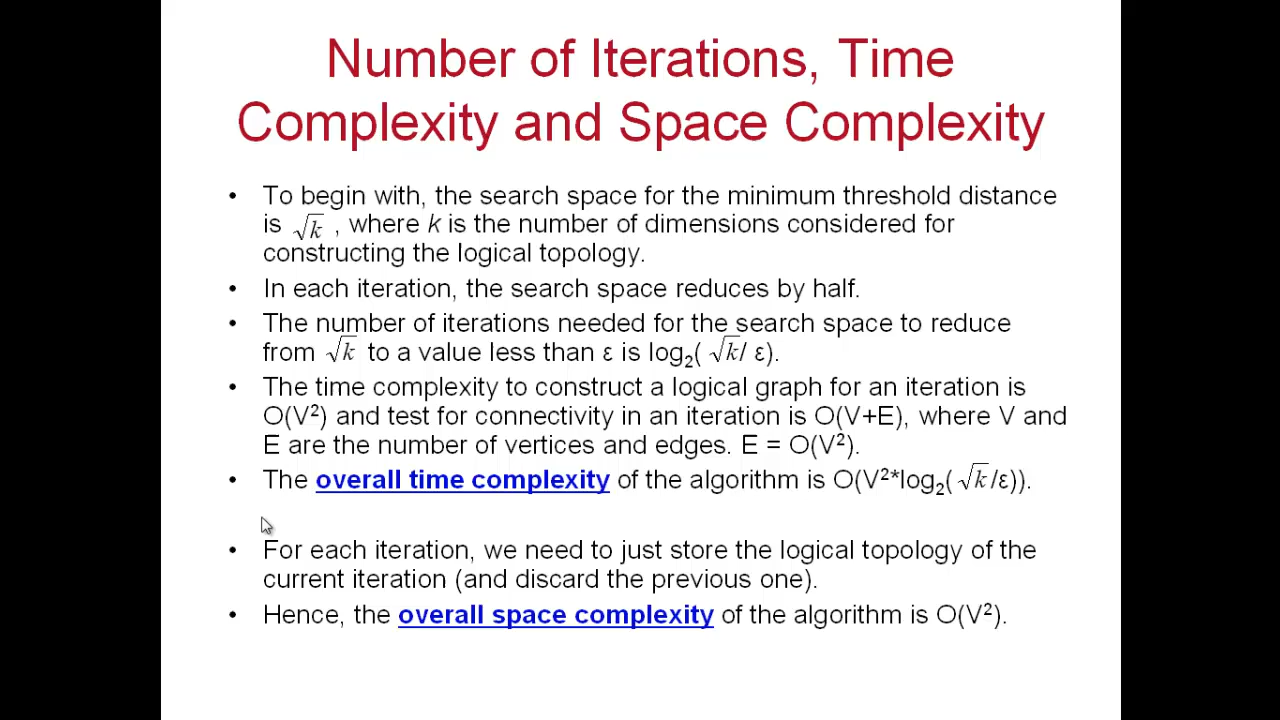 Number of Iterations, Time
Complexity and Space Complexity
• To begin with, the search space for the minimum threshold distance
is √k , where k is the number of dimensions considered for
constructing the logical topology.
• In each iteration, the search space reduces by half.
• The number of iterations needed for the search space to reduce
from √k to a value less than ε is log₂( √k/ ε).
• The time complexity to construct a logical graph for an iteration is
O(V²) and test for connectivity in an iteration is O(V+E), where V and
E are the number of vertices and edges. E = O(V²).
• The overall time complexity of the algorithm is O(V²*log₂( √k/ε)).
• For each iteration, we need to just store the logical topology of the
current iteration (and discard the previous one).
• Hence, the overall space complexity of the algorithm is O(V²).